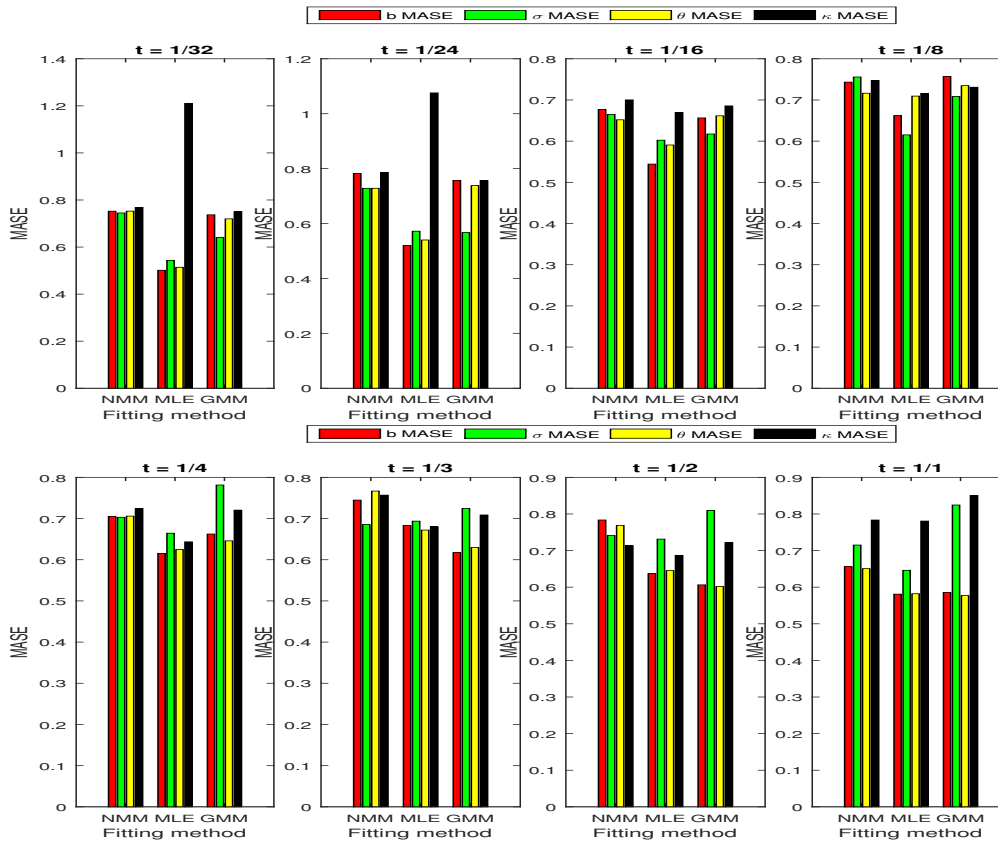 b MASE σ MASE θ MASE κ MASE
t = 1/32
1.4
1.2
1
0.8
0.6
0.4
0.2
0
MASE
NMM MLE GMM
Fitting method
t = 1/24
1.2
1
0.8
0.6
0.4
0.2
0
MASE
NMM MLE GMM
Fitting method
t = 1/16
0.8
0.7
0.6
0.5
0.4
0.3
0.2
0.1
0
MASE
NMM MLE GMM
Fitting method
t = 1/8
0.8
0.7
0.6
0.5
0.4
0.3
0.2
0.1
0
MASE
NMM MLE GMM
Fitting method
b MASE σ MASE θ MASE κ MASE
t = 1/4
0.8
0.7
0.6
0.5
0.4
0.3
0.2
0.1
0
MASE
NMM MLE GMM
Fitting method
t = 1/3
0.8
0.7
0.6
0.5
0.4
0.3
0.2
0.1
0
MASE
NMM MLE GMM
Fitting method
t = 1/2
0.9
0.8
0.7
0.6
0.5
0.4
0.3
0.2
0.1
0
MASE
NMM MLE GMM
Fitting method
t = 1/1
0.9
0.8
0.7
0.6
0.5
0.4
0.3
0.2
0.1
0
MASE
NMM MLE GMM
Fitting method